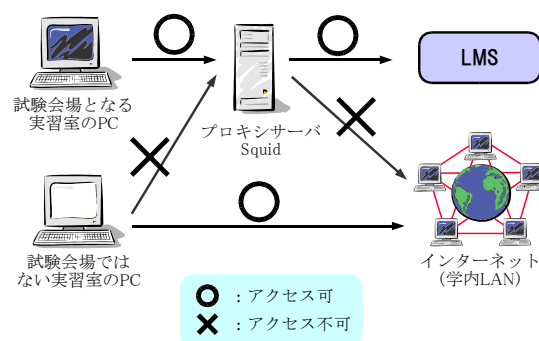 LMS
試験会場となる
実習室のPC
プロキシサーバ
Squid
試験会場では
ない実習室のPC
インターネット
(学内LAN)
:アクセス可
:アクセス不可